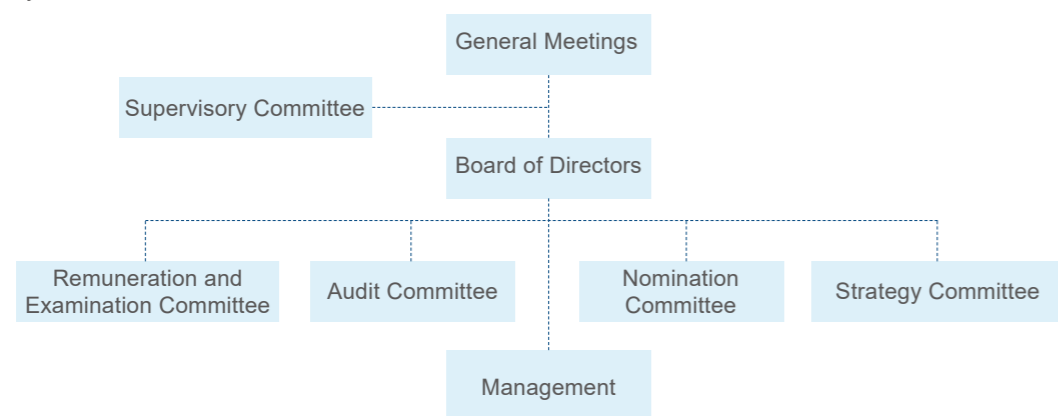 General Meetings
Supervisory Committee
Board of Directors
Remuneration and
Examination Committee
Audit Committee
Nomination
Committee
Strategy Committee
Management